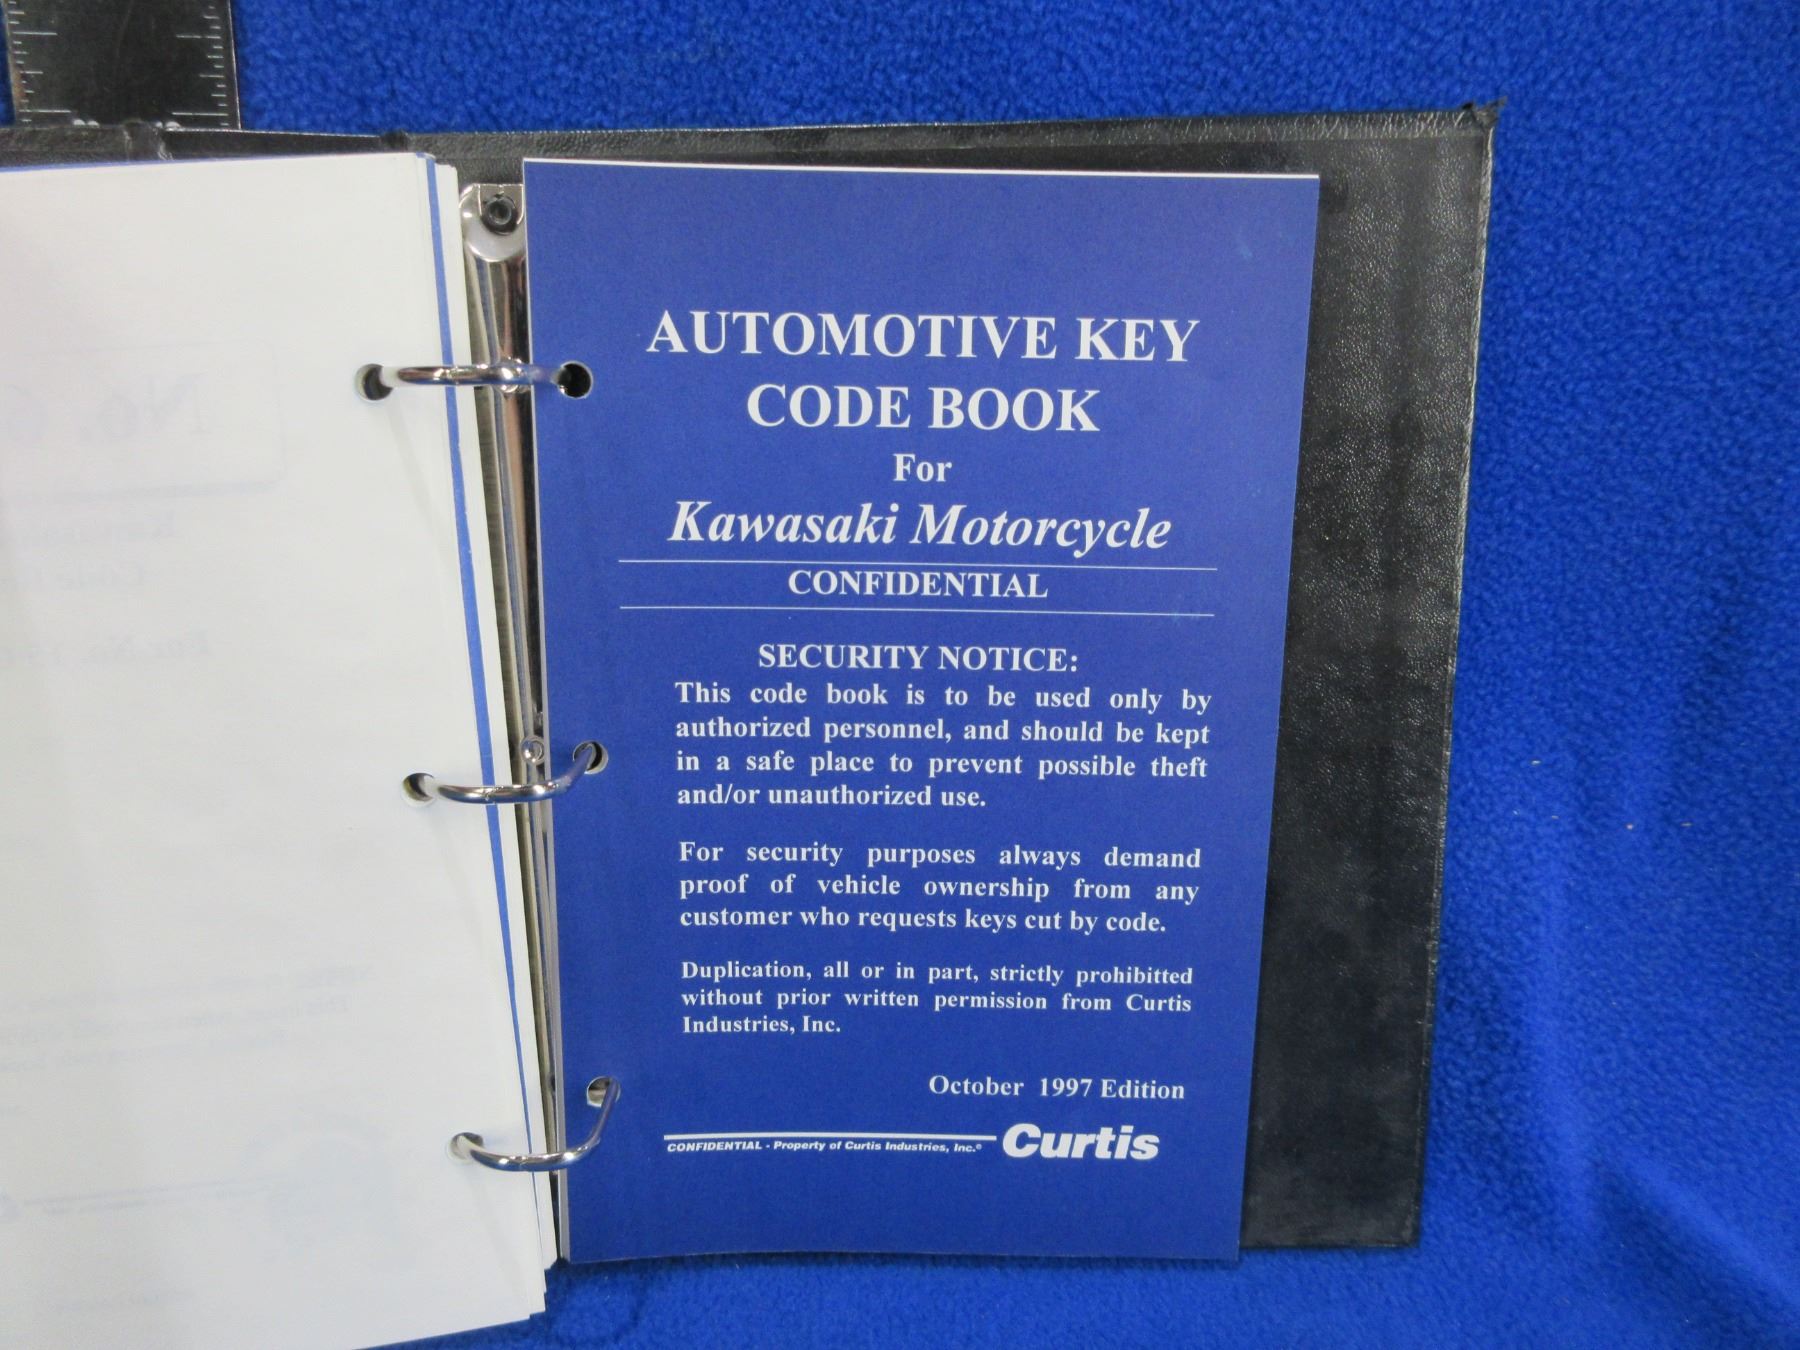 AUTOMOTIVE KEY
CODE BOOK
For
Kawasaki Motorcycle
CONFIDENTIAL
SECURITY NOTICE:
This code book is to be used only by
authorized personnel, and should be kept
in a safe place to prevent possible theft
and/or unauthorized use.
For security purposes always demand
proof of vehicle ownership from any
customer who requests keys cut by code.
Duplication, all or in part, strictly prohibitted
without prior written permission from Curtis
Industries, Inc.
October 1997 Edition
CONFIDENTIAL - Property of Curtis Industries, Inc.® Curtis